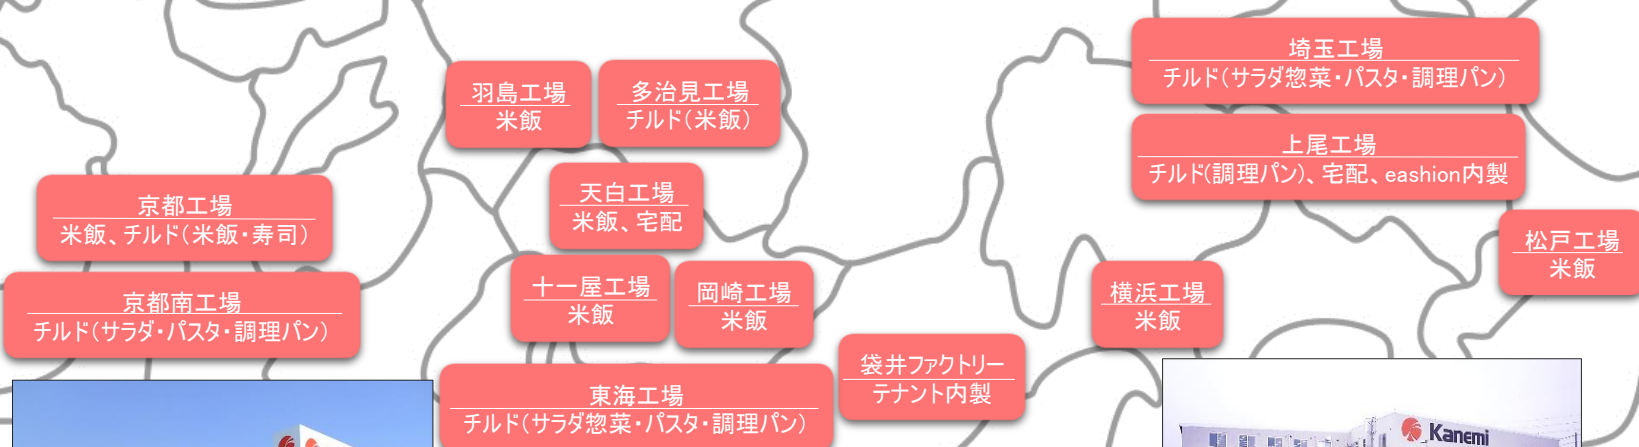 埼玉工場
チルド（サラダ惣菜・パスタ・調理パン）
羽島工場
米飯
多治見工場
チルド（米飯）
上尾工場
チルド(調理パン)、宅配、eashion内製
天白工場
米飯、宅配
京都工場
米飯、チルド（米飯・寿司）
松戸工場
米飯
十一屋工場
米飯
岡崎工場
米飯
横浜工場
米飯
京都南工場
チルド（サラダ・パスタ・調理パン）
袋井ファクトリー
テナント内製
東海工場
チルド（サラダ惣菜・パスタ・調理パン）
Kanemi